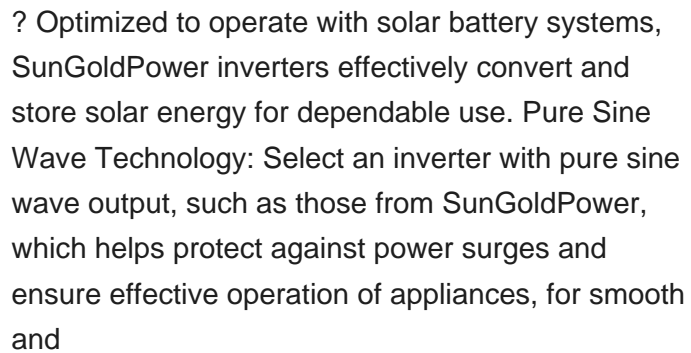 ? Optimized to operate with solar battery systems,
SunGoldPower inverters effectively convert and
store solar energy for dependable use. Pure Sine
Wave Technology: Select an inverter with pure sine
wave output, such as those from SunGoldPower,
which helps protect against power surges and
ensure effective operation of appliances, for smooth
and